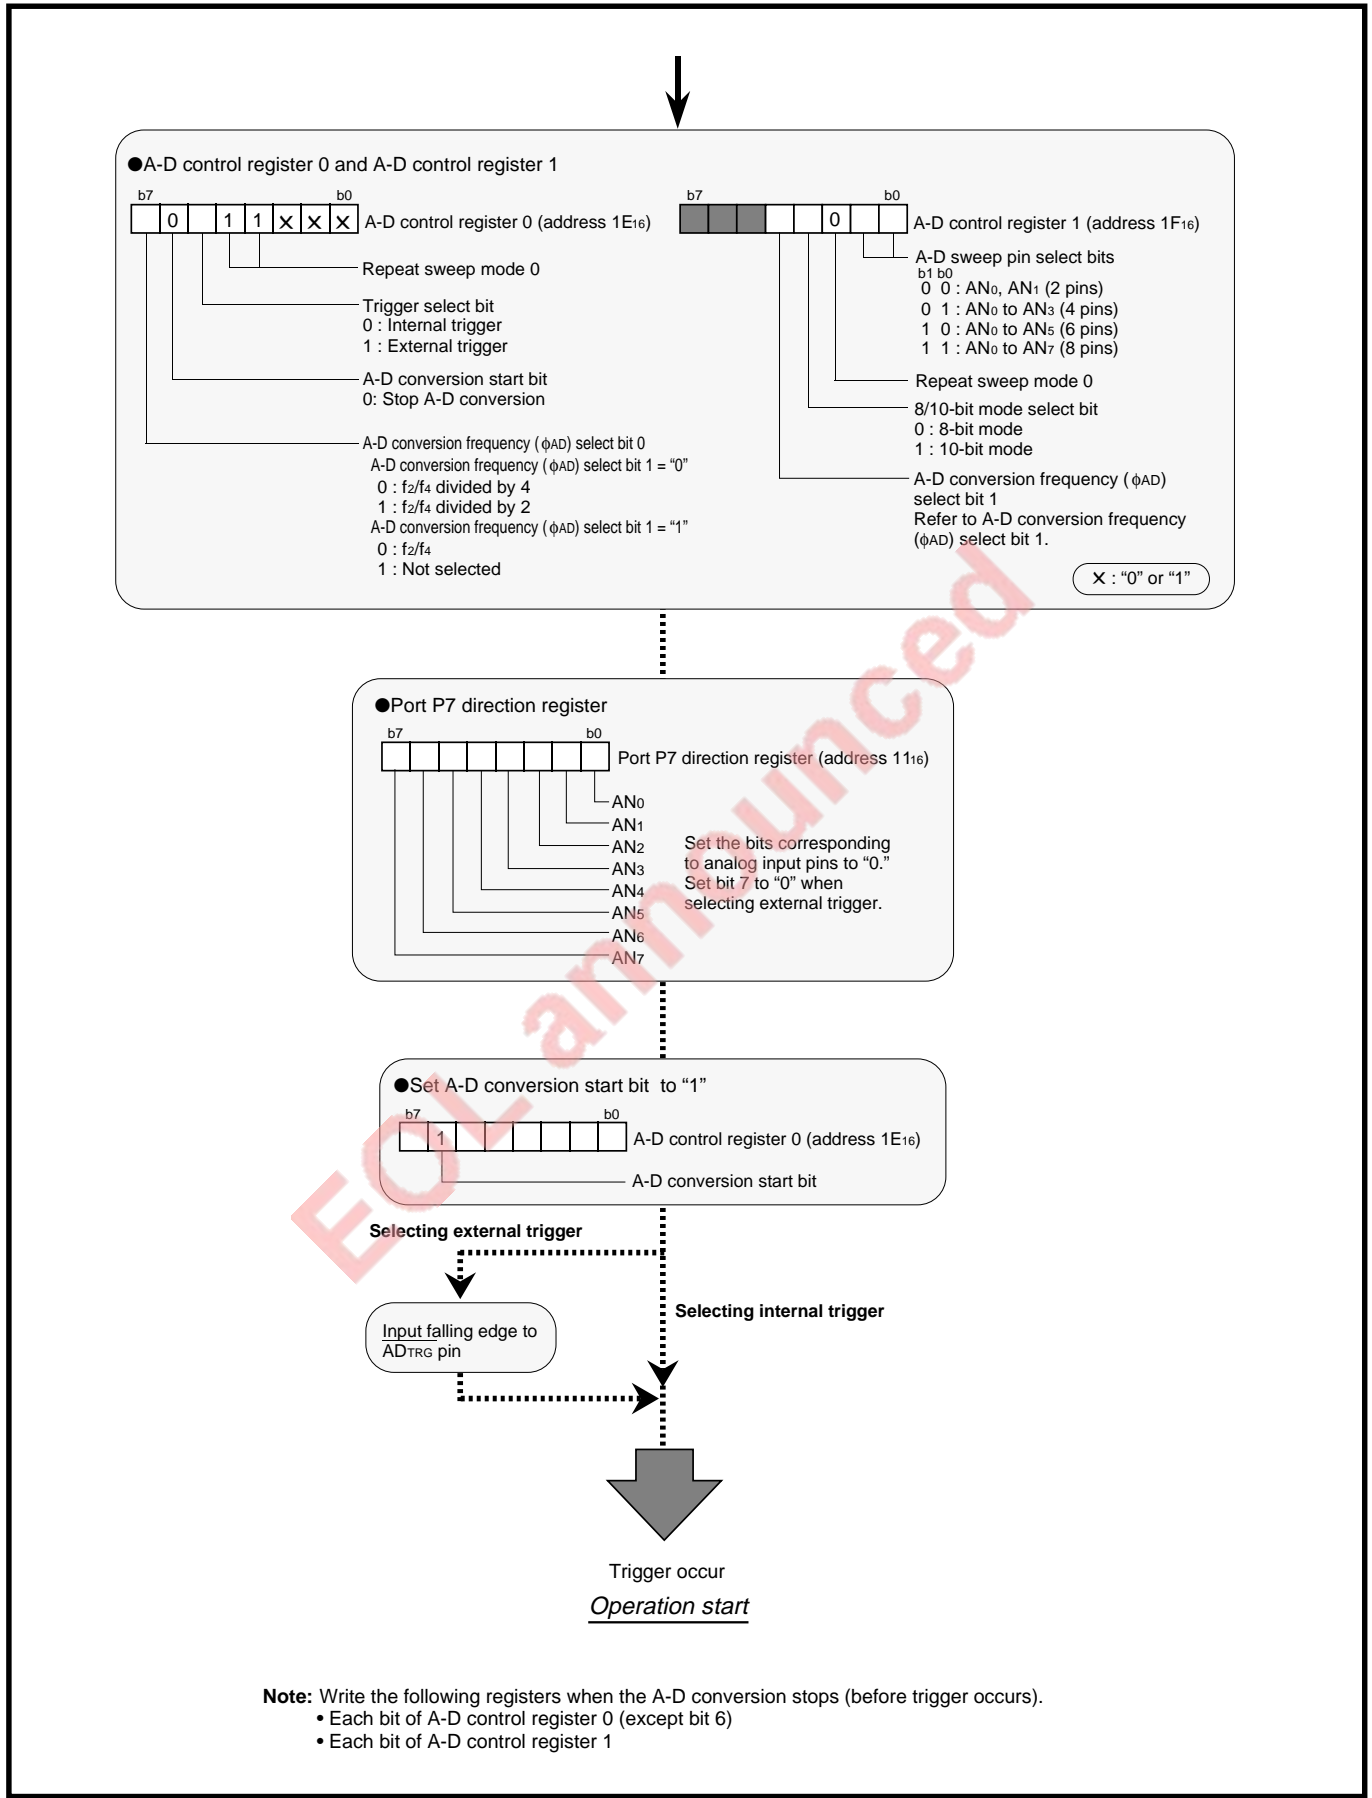 ●A-D control register 0 and A-D control register 1
b7 b0
0 1 1 × × × A-D control register 0 (address 1E16)
Repeat sweep mode 0
Trigger select bit
0 : Internal trigger
1 : External trigger
A-D conversion start bit
0: Stop A-D conversion
A-D conversion frequency (φAD) select bit 0
A-D conversion frequency (φAD) select bit 1 = “0”
0 : f2/f4 divided by 4
1 : f2/f4 divided by 2
A-D conversion frequency (φAD) select bit 1 = “1”
0 : f2/f4
1 : Not selected
b7 b0
0 A-D control register 1 (address 1F16)
A-D sweep pin select bits
b1 b0
0 0 : AN0, AN1 (2 pins)
0 1 : AN0 to AN3 (4 pins)
1 0 : AN0 to AN5 (6 pins)
1 1 : AN0 to AN7 (8 pins)
Repeat sweep mode 0
8/10-bit mode select bit
0 : 8-bit mode
1 : 10-bit mode
A-D conversion frequency (φAD)
select bit 1
Refer to A-D conversion frequency
(φAD) select bit 1.
× : “0” or “1”
●Port P7 direction register
b7 b0
Port P7 direction register (address 1116)
AN0
AN1
AN2
AN3
AN4
AN5
AN6
AN7
Set the bits corresponding
to analog input pins to “0.”
Set bit 7 to “0” when
selecting external trigger.
●Set A-D conversion start bit to “1”
b7 b0
1 A-D control register 0 (address 1E16)
A-D conversion start bit
Selecting external trigger
Selecting internal trigger
Input falling edge to
ADTRG pin
Trigger occur
Operation start
Note: Write the following registers when the A-D conversion stops (before trigger occurs).
• Each bit of A-D control register 0 (except bit 6)
• Each bit of A-D control register 1
EOL announced